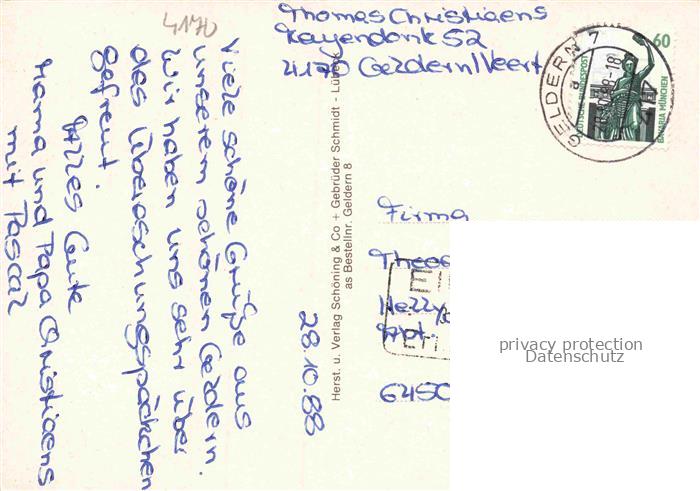 4170
Thomas Christiaens
Kayendonk 52
4170 Geldern/Veert
GELDERN 7
60
DEUTSCHE BUNDESPOST
BAVARIA MÜNCHEN
Viele schöne Grüße aus
unserem schönen Geldern.
Wir haben uns sehr über
das Überaschungspäckchen
gefreut.
Alles Gute
Mama und Papa Christiaens
mit Pascal
28.10.88
Herst. u. Verlag Schöning & Co + Gebrüder Schmidt - Lübeck
as Bestellnr. Geldern 8
Firma
6450
privacy protection
Datenschutz